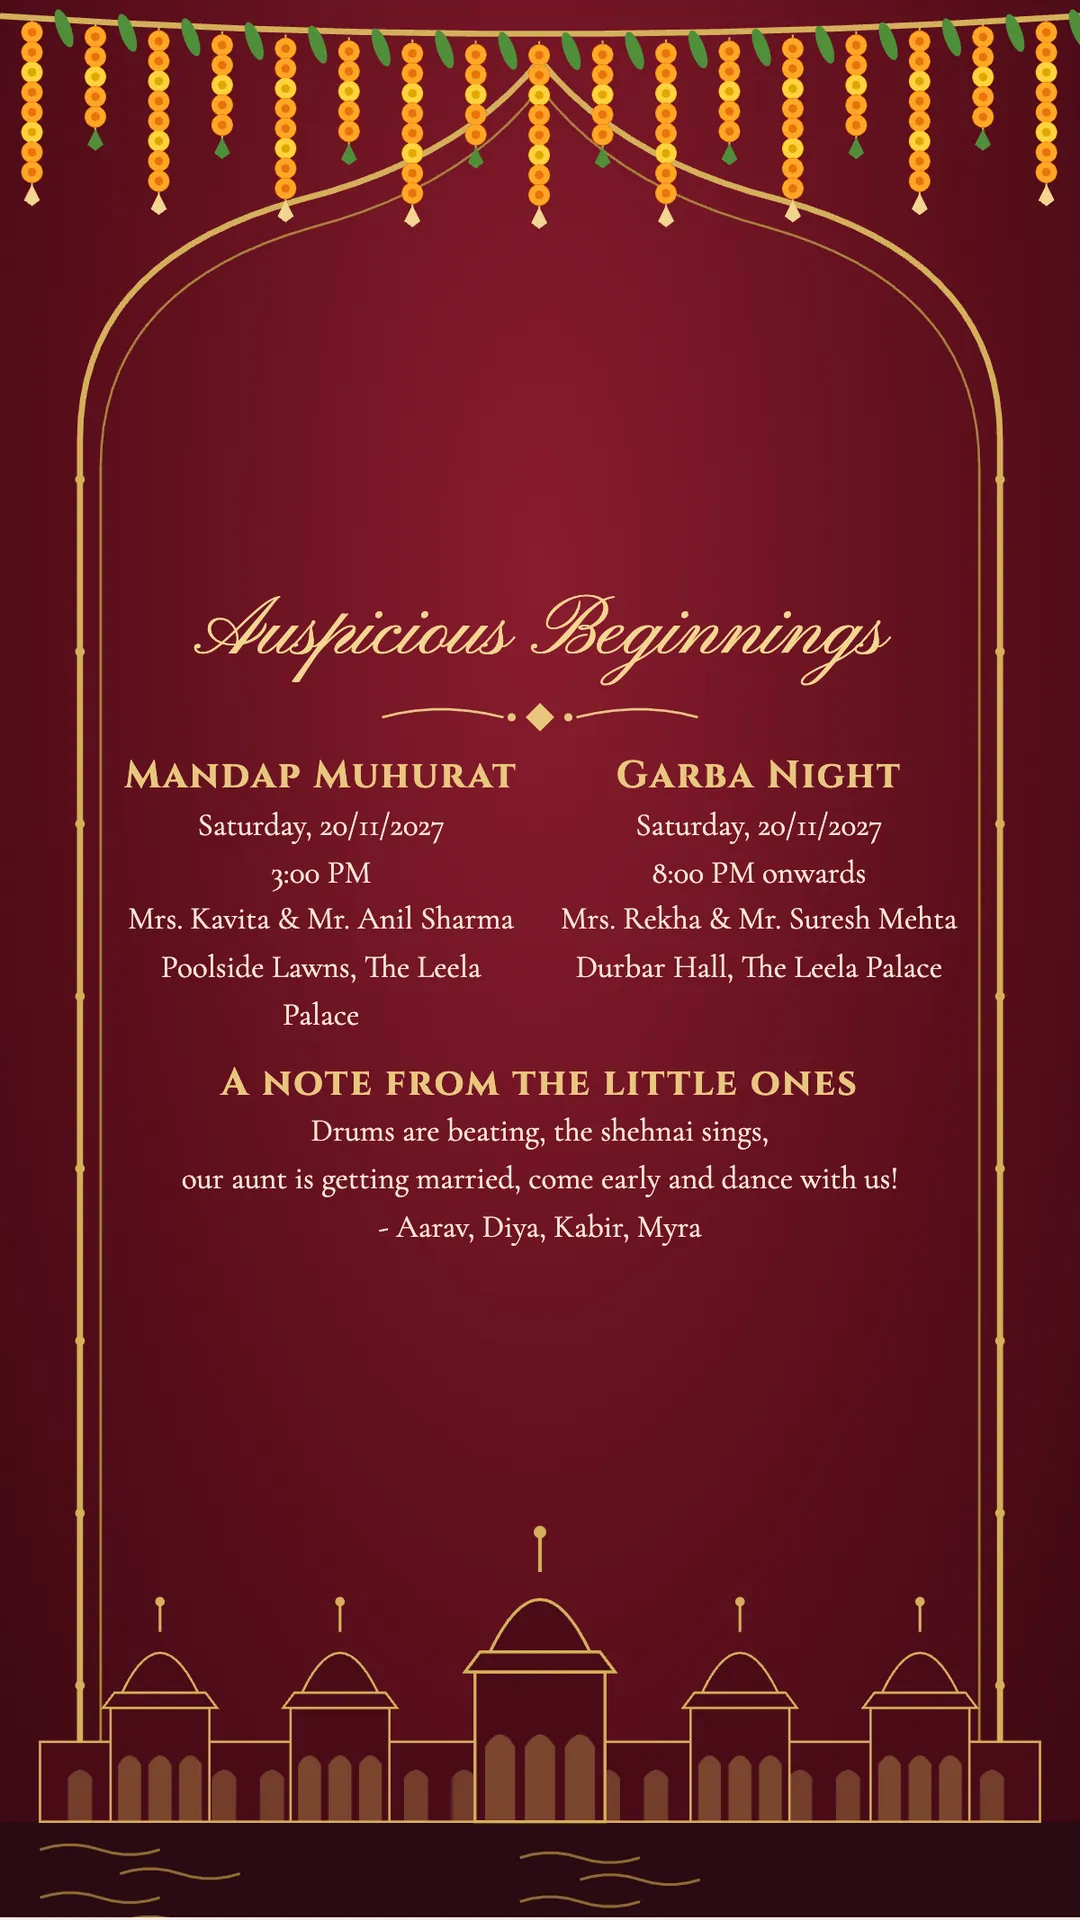 Auspicious Beginnings
Mandap Muhurat
Saturday, 20/11/2027
3:00 PM
Mrs. Kavita & Mr. Anil Sharma
Poolside Lawns, The Leela
Palace
Garba Night
Saturday, 20/11/2027
8:00 PM onwards
Mrs. Rekha & Mr. Suresh Mehta
Durbar Hall, The Leela Palace
A note from the little ones
Drums are beating, the shehnai sings,
our aunt is getting married, come early and dance with us!
- Aarav, Diya, Kabir, Myra